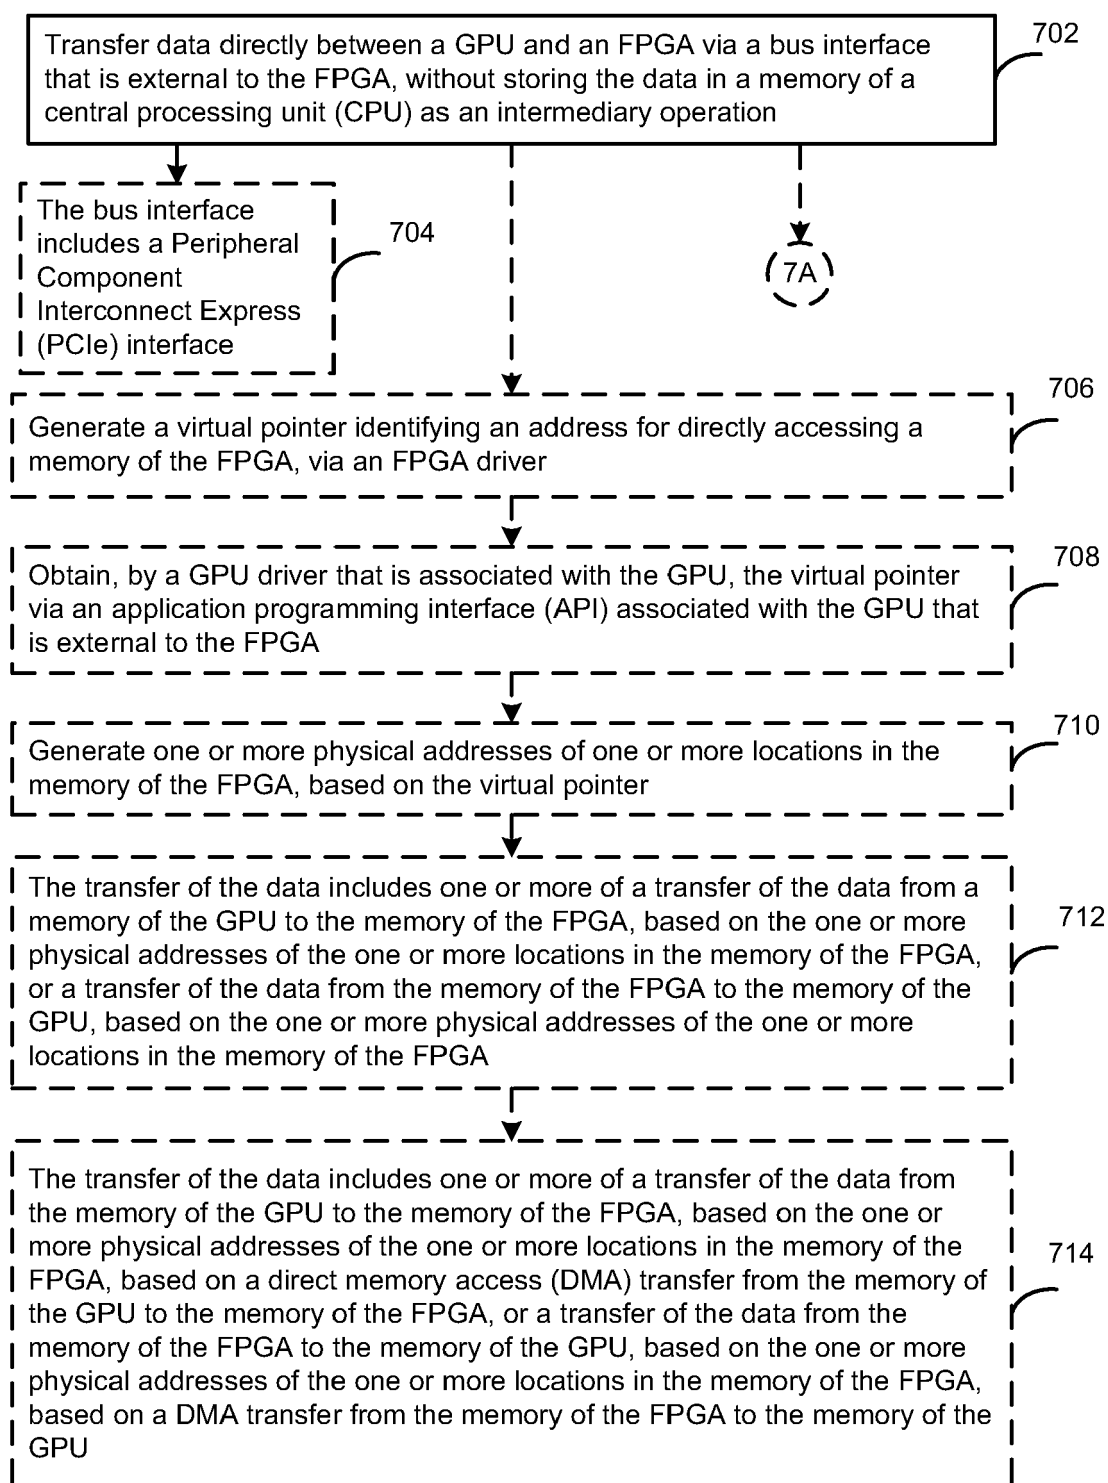 Transfer data directly between a GPU and an FPGA via a bus interface
that is external to the FPGA, without storing the data in a memory of a
central processing unit (CPU) as an intermediary operation
702
The bus interface
includes a Peripheral
Component
Interconnect Express
(PCIe) interface
704
7A
706
Generate a virtual pointer identifying an address for directly accessing a
memory of the FPGA, via an FPGA driver
708
Obtain, by a GPU driver that is associated with the GPU, the virtual pointer
via an application programming interface (API) associated with the GPU that
is external to the FPGA
710
Generate one or more physical addresses of one or more locations in the
memory of the FPGA, based on the virtual pointer
712
The transfer of the data includes one or more of a transfer of the data from a
memory of the GPU to the memory of the FPGA, based on the one or more
physical addresses of the one or more locations in the memory of the FPGA,
or a transfer of the data from the memory of the FPGA to the memory of the
GPU, based on the one or more physical addresses of the one or more
locations in the memory of the FPGA
714
The transfer of the data includes one or more of a transfer of the data from
the memory of the GPU to the memory of the FPGA, based on the one or
more physical addresses of the one or more locations in the memory of the
FPGA, based on a direct memory access (DMA) transfer from the memory of
the GPU to the memory of the FPGA, or a transfer of the data from the
memory of the FPGA to the memory of the GPU, based on the one or more
physical addresses of the one or more locations in the memory of the FPGA,
based on a DMA transfer from the memory of the FPGA to the memory of the
GPU